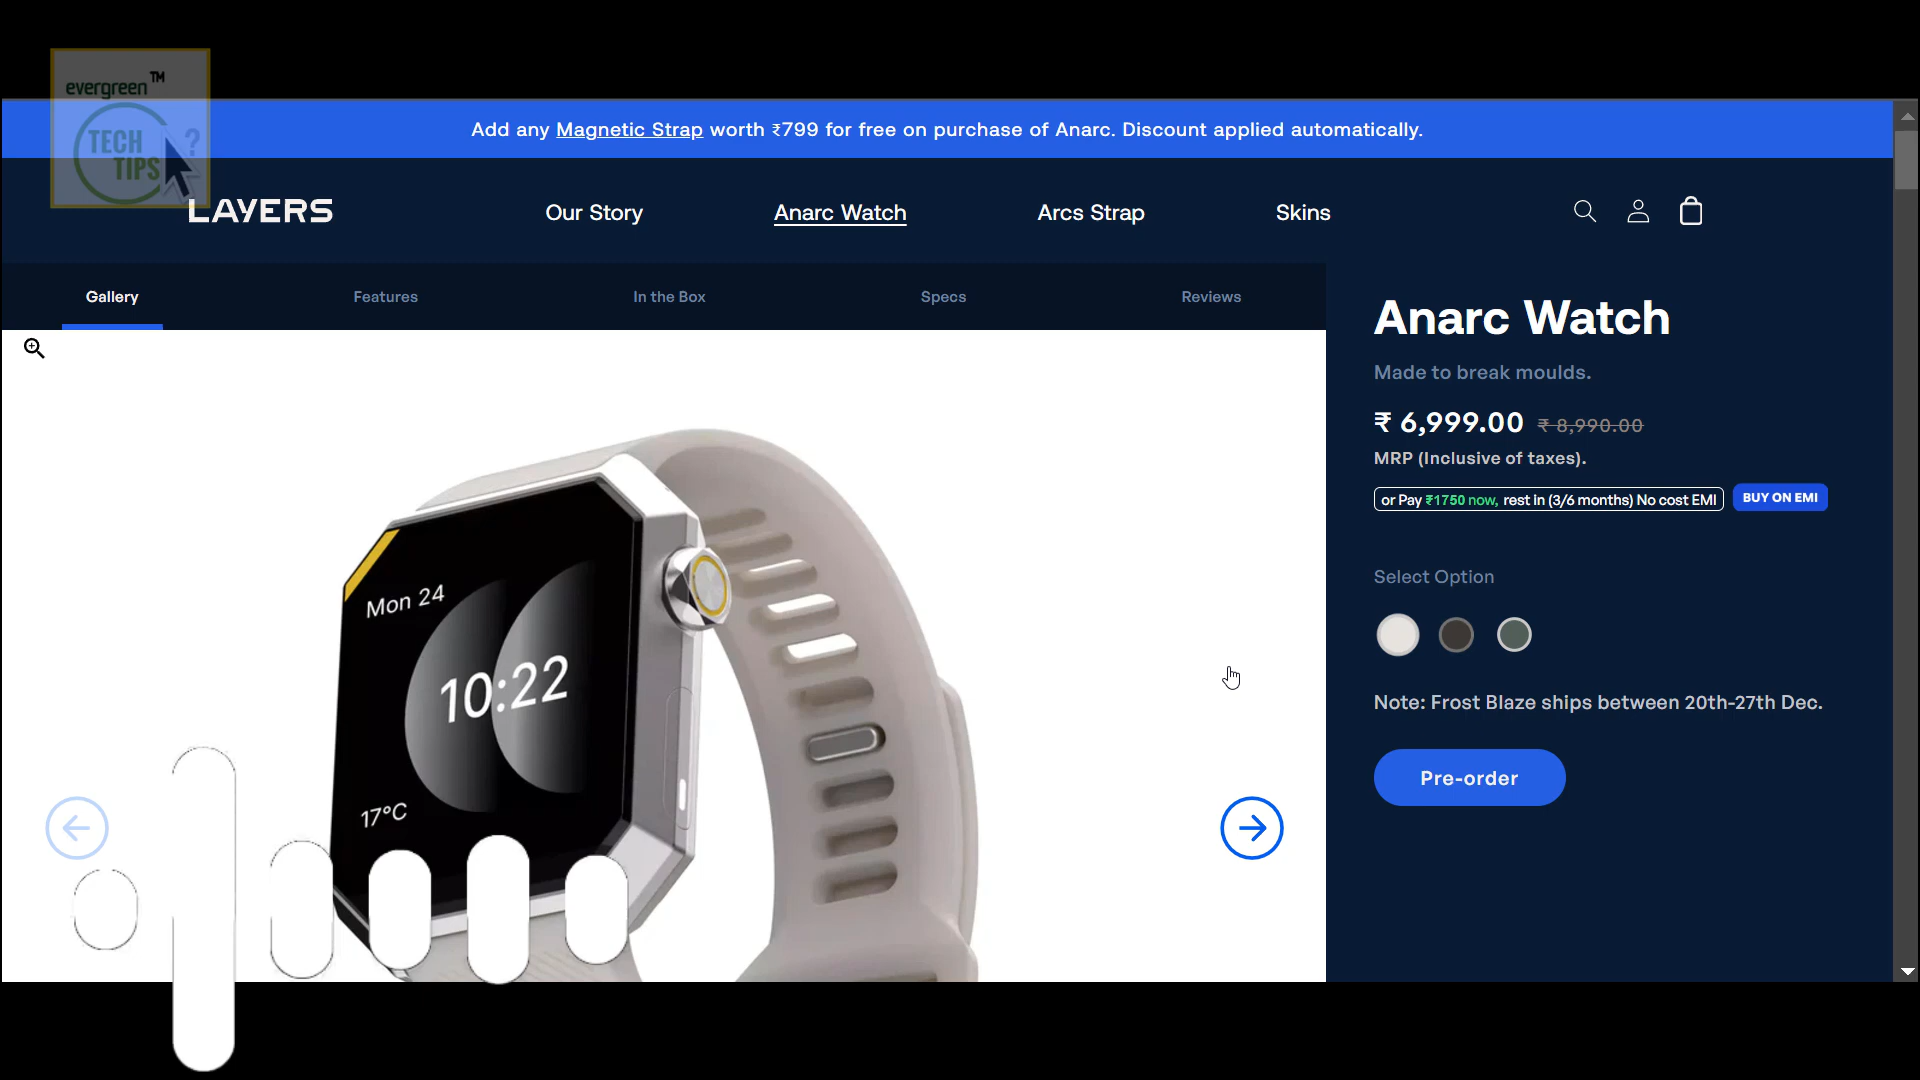 evergreen™
TECH
TIPS
?
Add any Magnetic Strap worth ₹799 for free on purchase of Anarc. Discount applied automatically.
LAYERS
Our Story
Anarc Watch
Arcs Strap
Skins
Gallery
Features
In the Box
Specs
Reviews
Anarc Watch
Made to break moulds.
₹ 6,999.00 ₹ 8,990.00
MRP (Inclusive of taxes).
or Pay ₹1750 now, rest in (3/6 months) No cost EMI
BUY ON EMI
Select Option
Note: Frost Blaze ships between 20th-27th Dec.
Pre-order
Mon 24
10:22
17°C